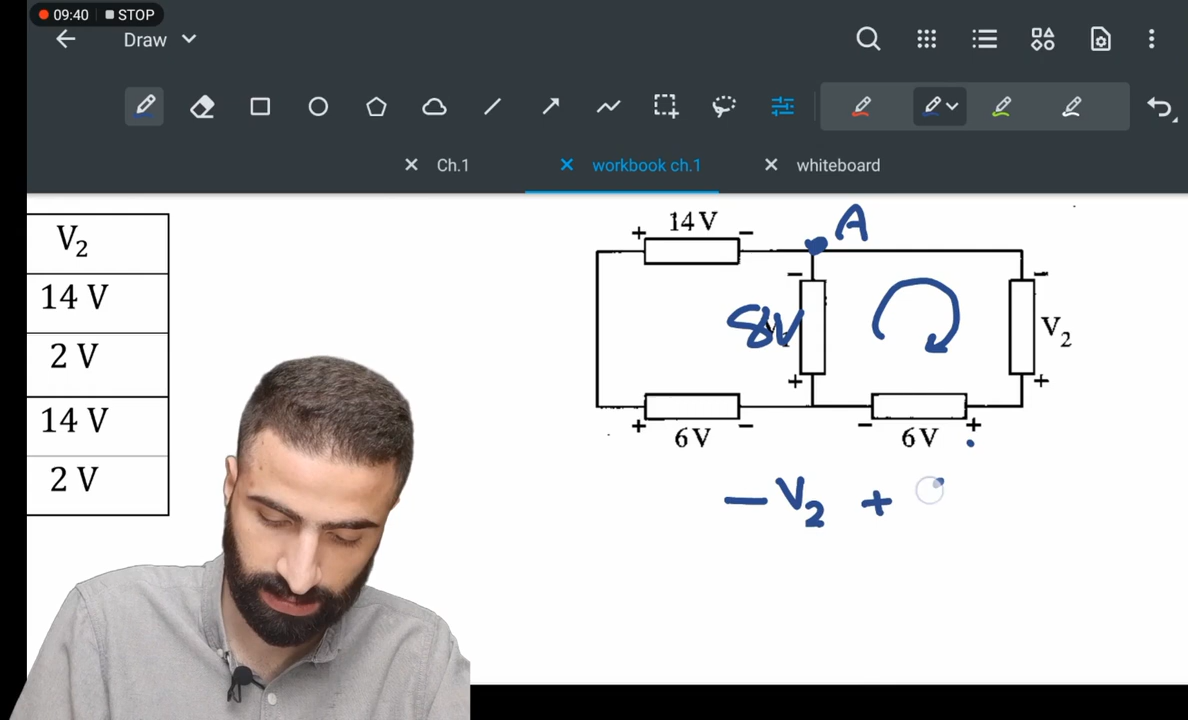 09:40 STOP
Draw
Ch.1
workbook ch.1
whiteboard
V₂
14 V
2 V
14 V
2 V
+ 14 V −
A
− 8V +
− V₂ +
+ 6 V −
− 6 V +
− V₂ +